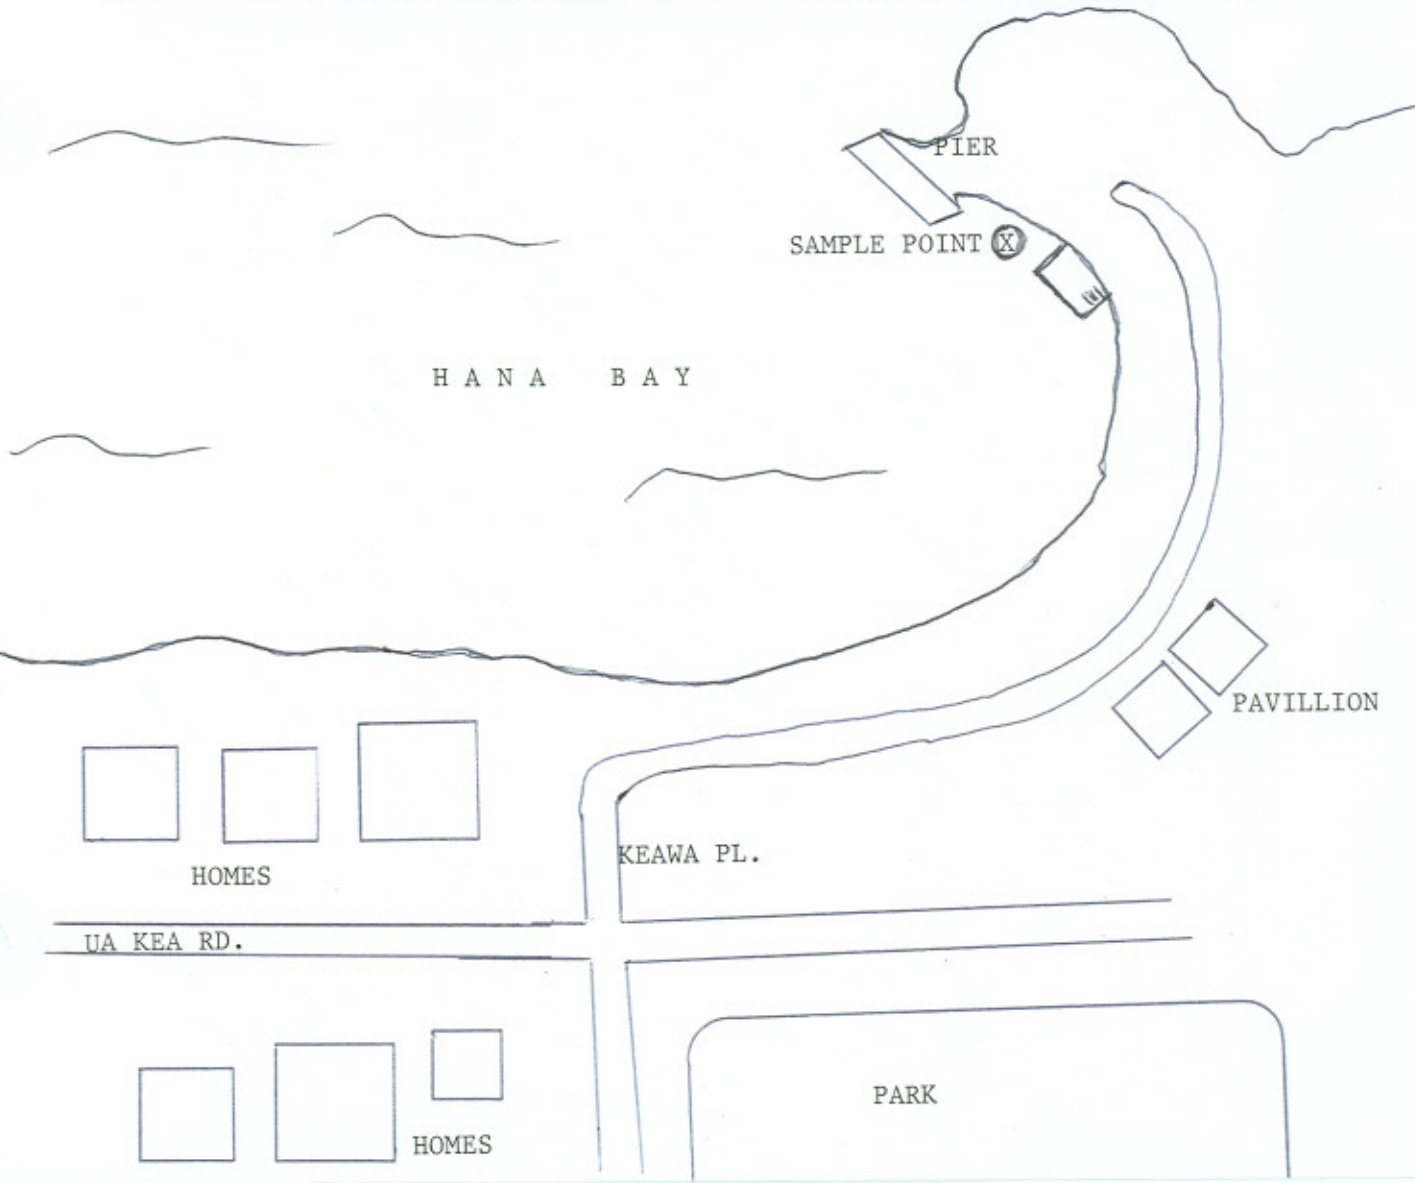 PIER
SAMPLE POINT X
HANA BAY
PAVILLION
KEAWA PL.
HOMES
UA KEA RD.
PARK
HOMES